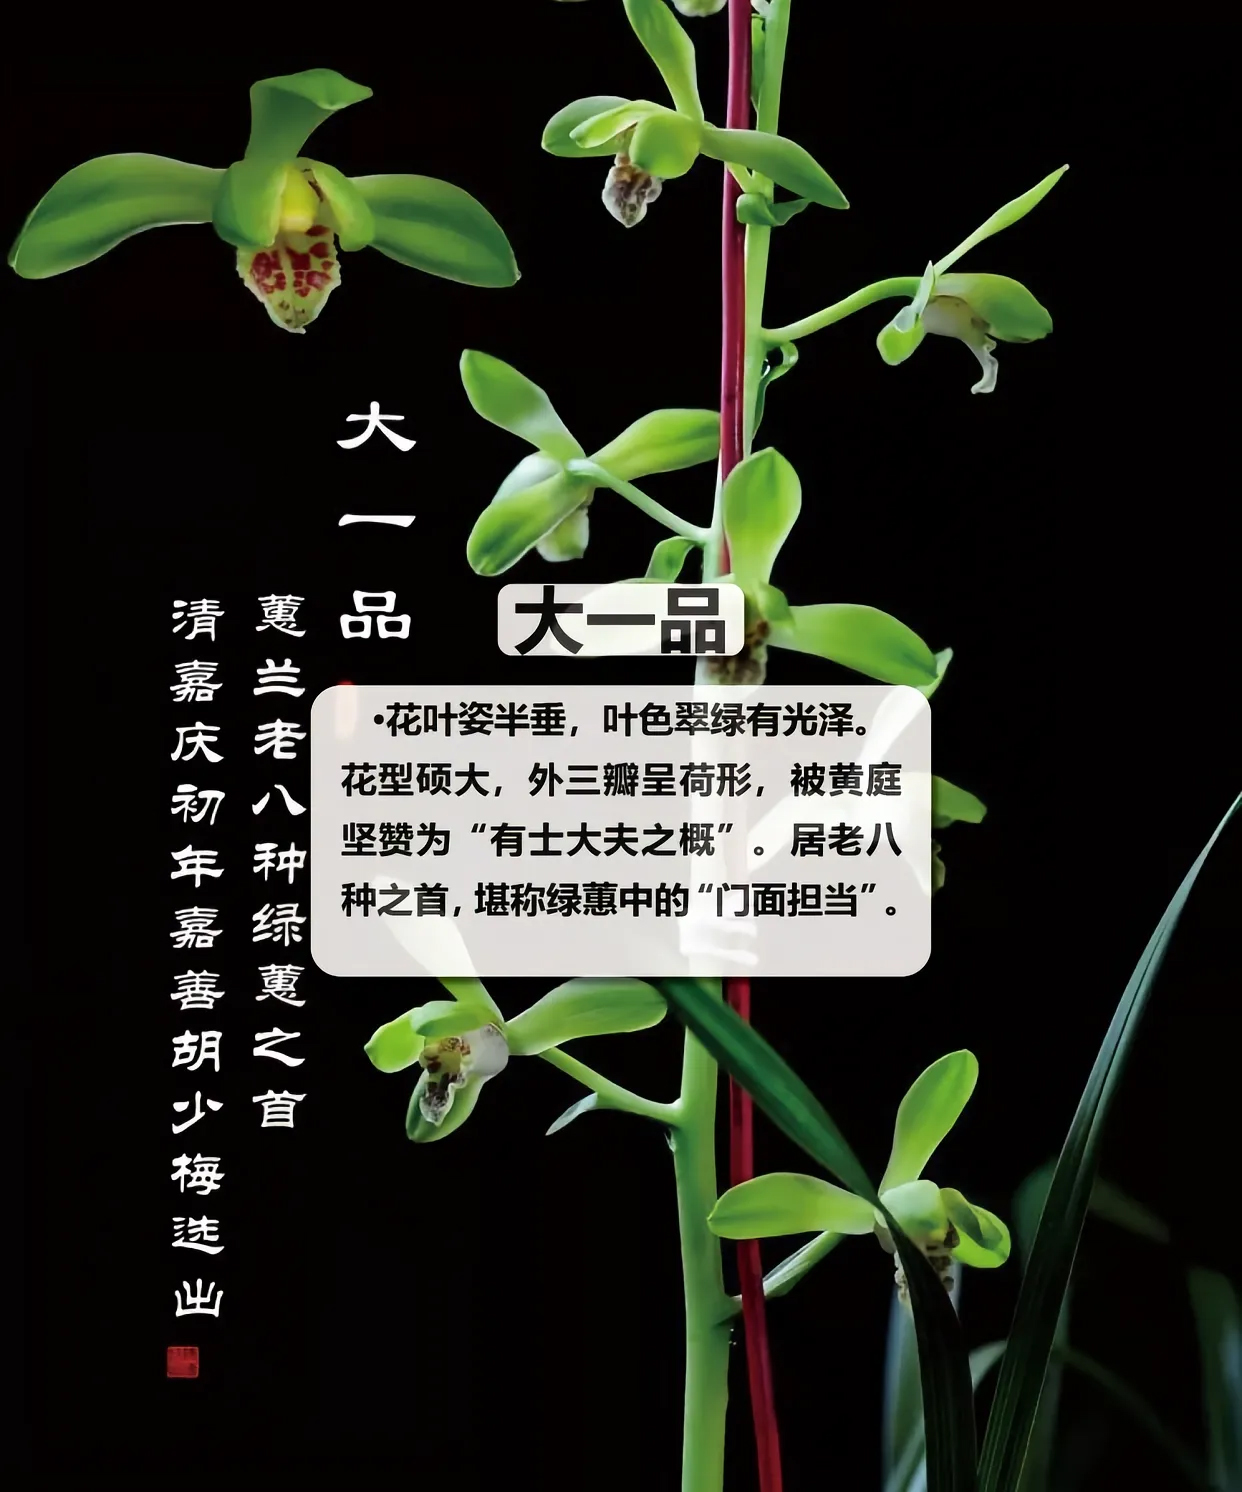 大一品
蕙兰老八种绿蕙之首
清嘉庆初年嘉善胡少梅选出
大一品
•花叶姿半垂，叶色翠绿有光泽。
花型硕大，外三瓣呈荷形，被黄庭
坚赞为“有士大夫之概”。居老八
种之首，堪称绿蕙中的“门面担当”。